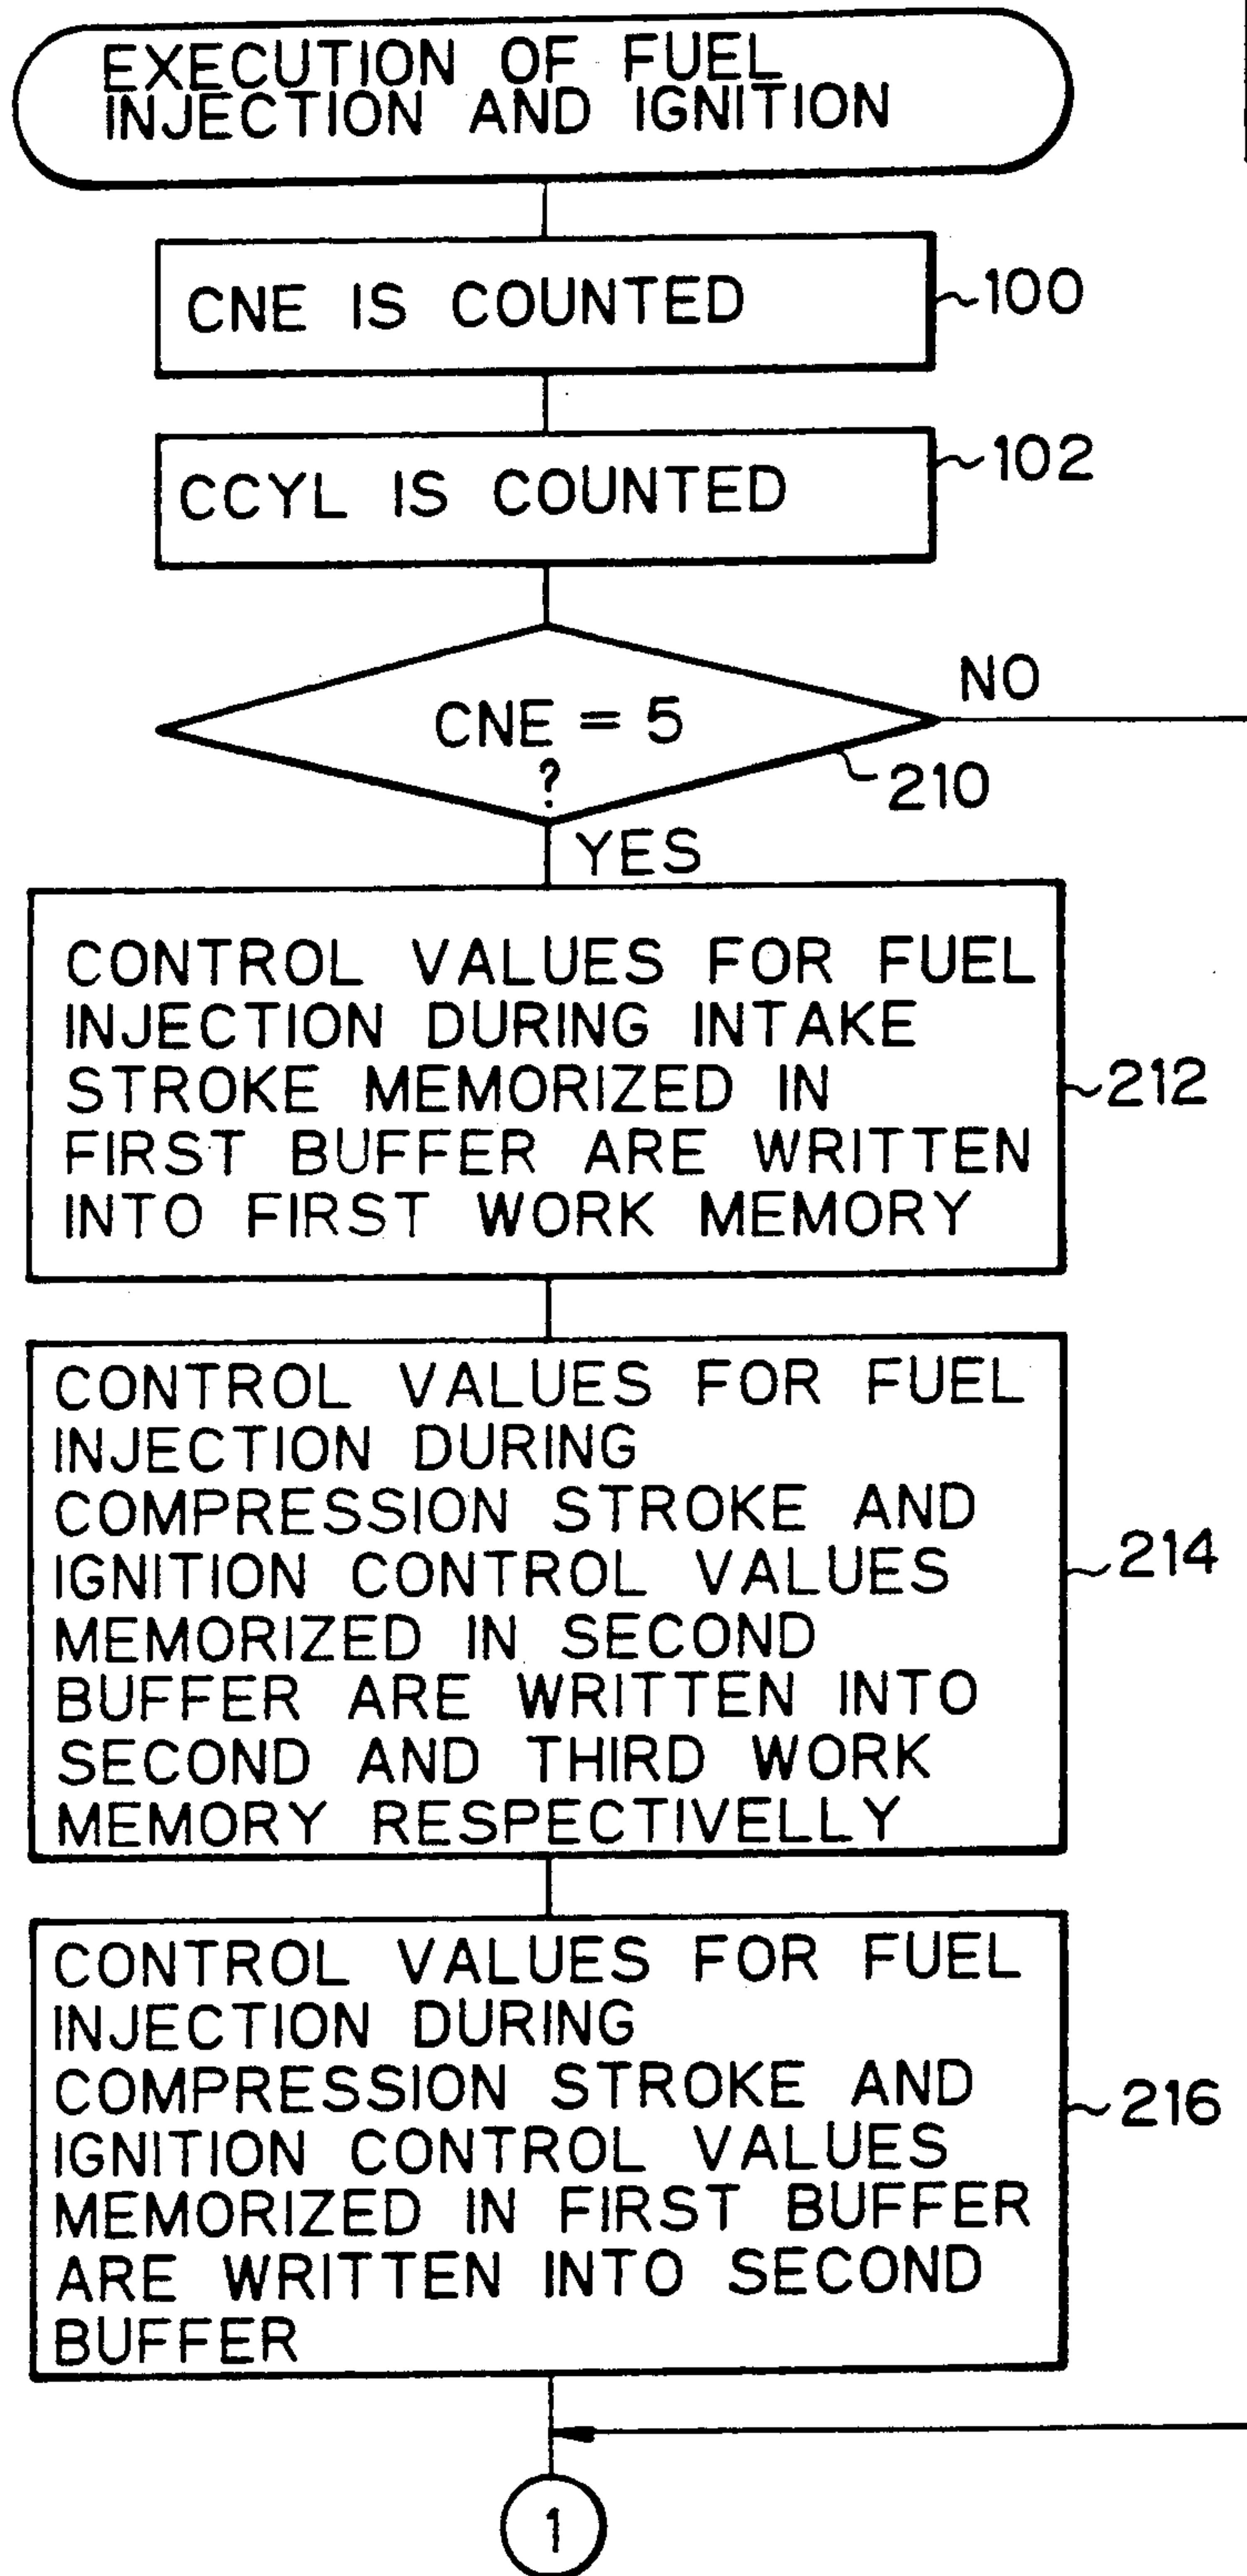 EXECUTION OF FUEL
INJECTION AND IGNITION
CNE IS COUNTED
100
CCYL IS COUNTED
102
CNE = 5
?
NO
210
YES
CONTROL VALUES FOR FUEL
INJECTION DURING INTAKE
STROKE MEMORIZED IN
FIRST BUFFER ARE WRITTEN
INTO FIRST WORK MEMORY
212
CONTROL VALUES FOR FUEL
INJECTION DURING
COMPRESSION STROKE AND
IGNITION CONTROL VALUES
MEMORIZED IN SECOND
BUFFER ARE WRITTEN INTO
SECOND AND THIRD WORK
MEMORY RESPECTIVELLY
214
CONTROL VALUES FOR FUEL
INJECTION DURING
COMPRESSION STROKE AND
IGNITION CONTROL VALUES
MEMORIZED IN FIRST BUFFER
ARE WRITTEN INTO SECOND
BUFFER
216
1